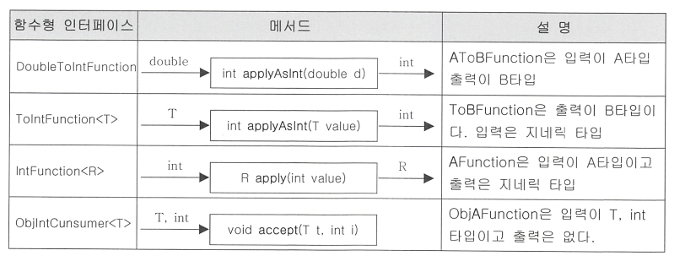 함수형 인터페이스 메서드 설 명
DoubleToIntFunction double int applyAsInt(double d) int AToBFunction은 입력이 A타입
출력이 B타입
ToIntFunction<T> T int applyAsInt(T value) int ToBFunction은 출력이 B타입이
다. 입력은 지네릭 타입
IntFunction<R> int R apply(int value) R AFunction은 입력이 A타입이고
출력은 지네릭 타입
ObjIntCunsumer<T> T, int void accept(T t, int i) ObjAFunction은 입력이 T, int
타입이고 출력은 없다.